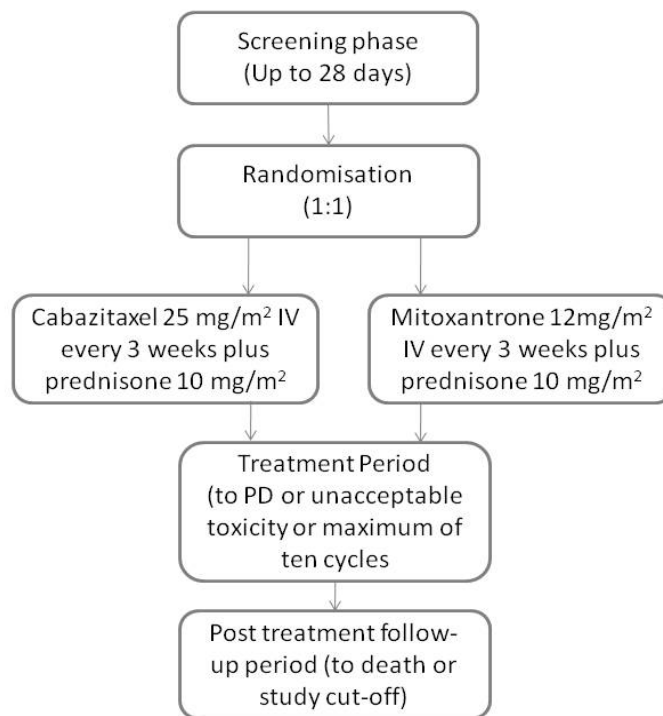 Screening phase
(Up to 28 days)
Randomisation
(1:1)
Cabazitaxel 25 mg/m² IV
every 3 weeks plus
prednisone 10 mg/m²
Mitoxantrone 12mg/m²
IV every 3 weeks plus
prednisone 10 mg/m²
Treatment Period
(to PD or unacceptable
toxicity or maximum of
ten cycles
Post treatment follow-
up period (to death or
study cut-off)